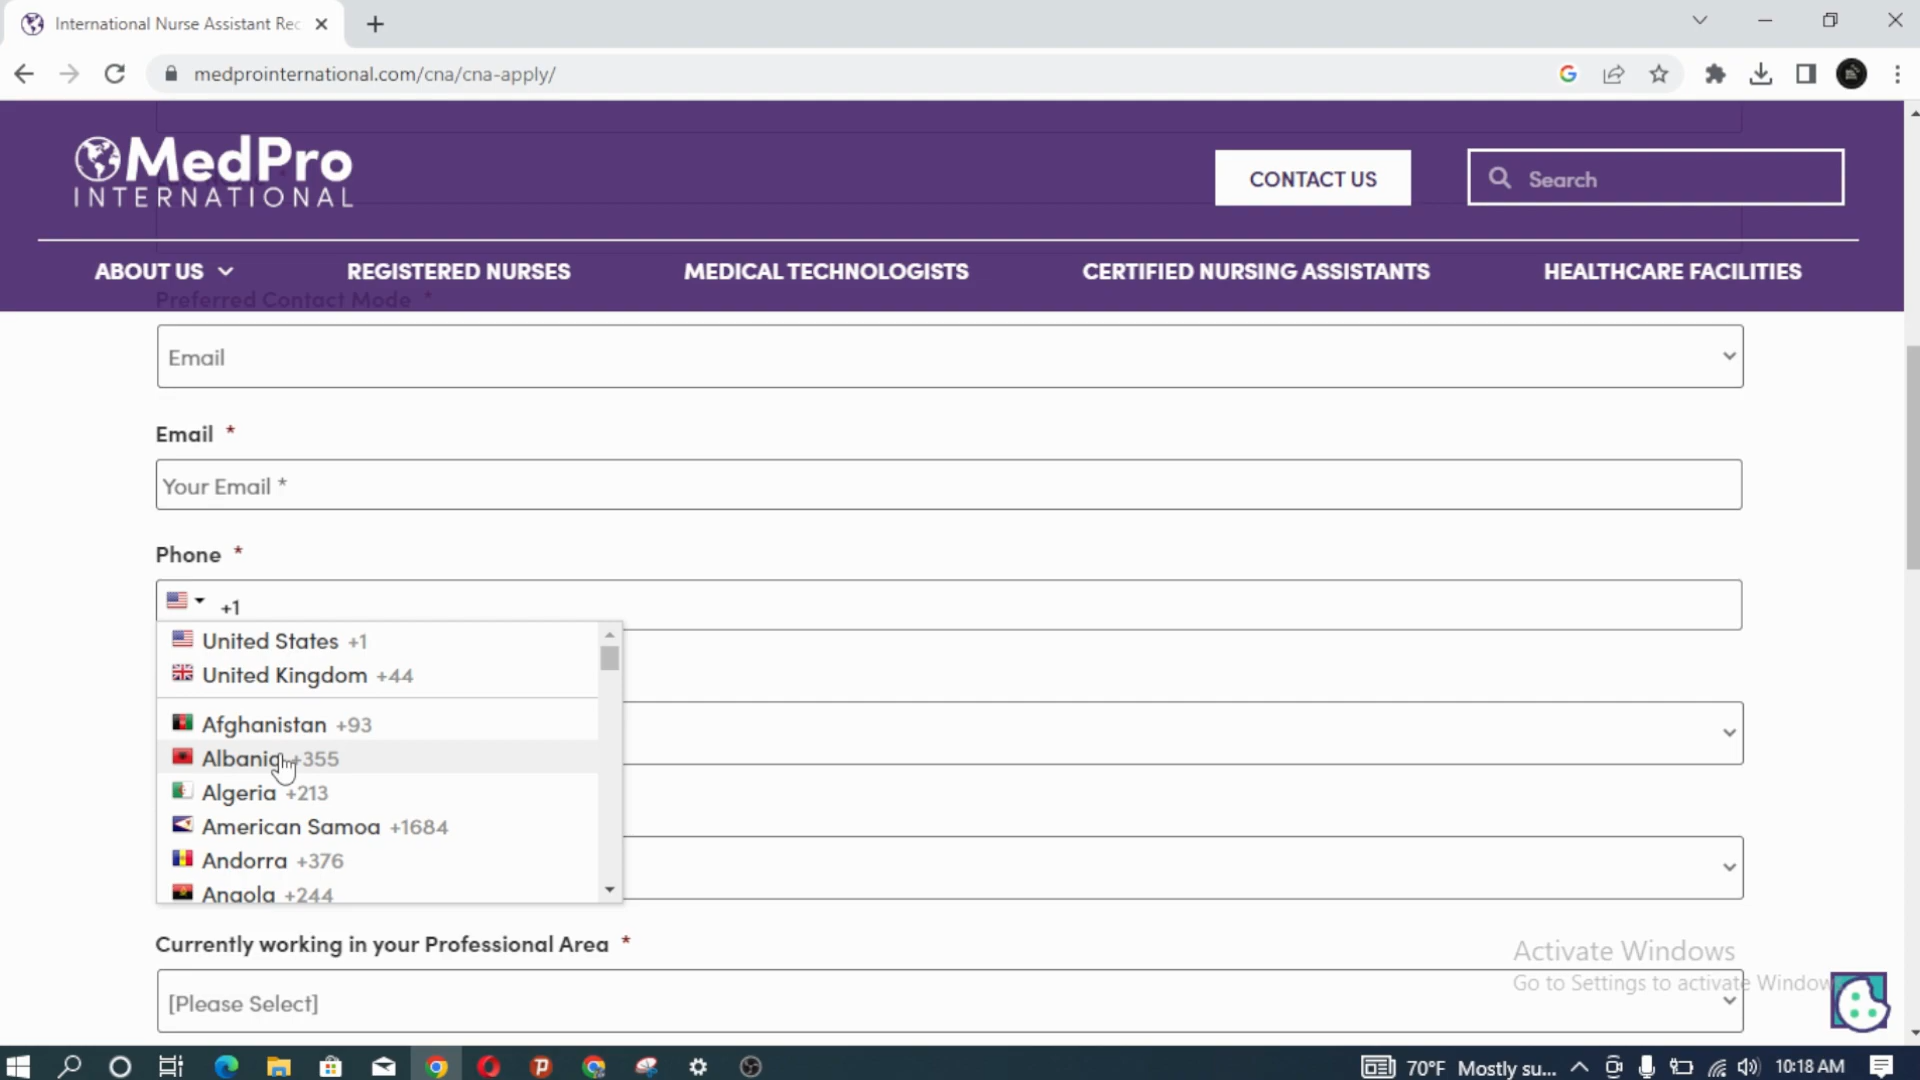 International Nurse Assistant Rec
medprointernational.com/cna/cna-apply/
MedPro
INTERNATIONAL
CONTACT US
Search
ABOUT US
REGISTERED NURSES
MEDICAL TECHNOLOGISTS
CERTIFIED NURSING ASSISTANTS
HEALTHCARE FACILITIES
Preferred Contact Mode *
Email
Email *
Your Email *
Phone *
+1
United States +1
United Kingdom +44
Afghanistan +93
Albania +355
Algeria +213
American Samoa +1684
Andorra +376
Angola +244
Currently working in your Professional Area *
[Please Select]
Activate Windows
Go to Settings to activate Window
70°F Mostly su...
10:18 AM